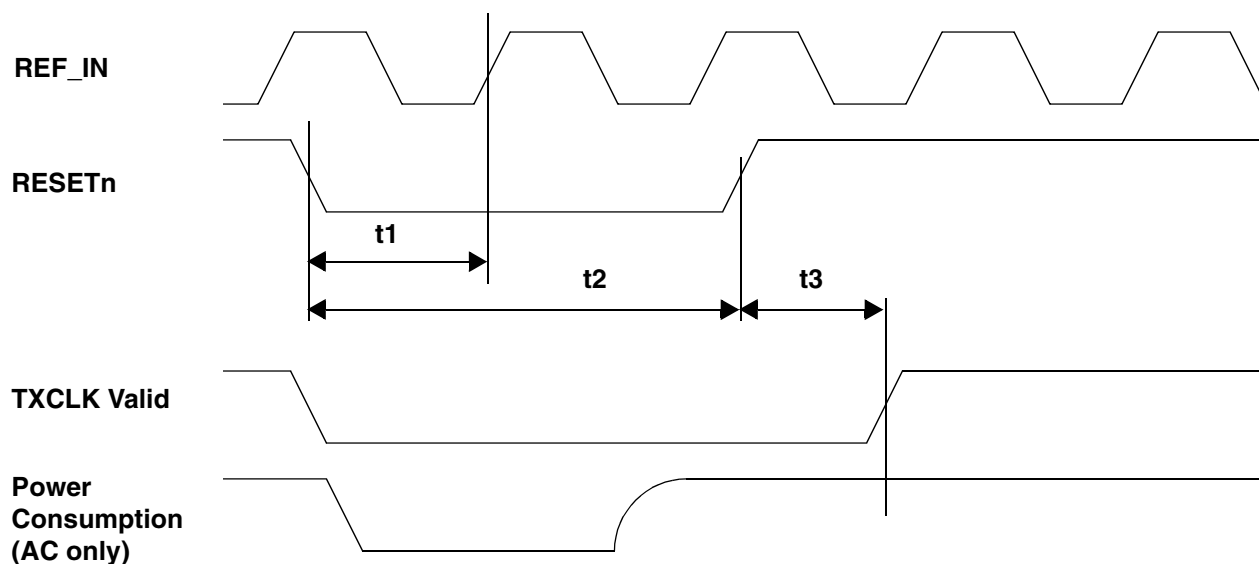 REF_IN
RESETn
t1
t2
t3
TXCLK Valid
Power
Consumption
(AC only)